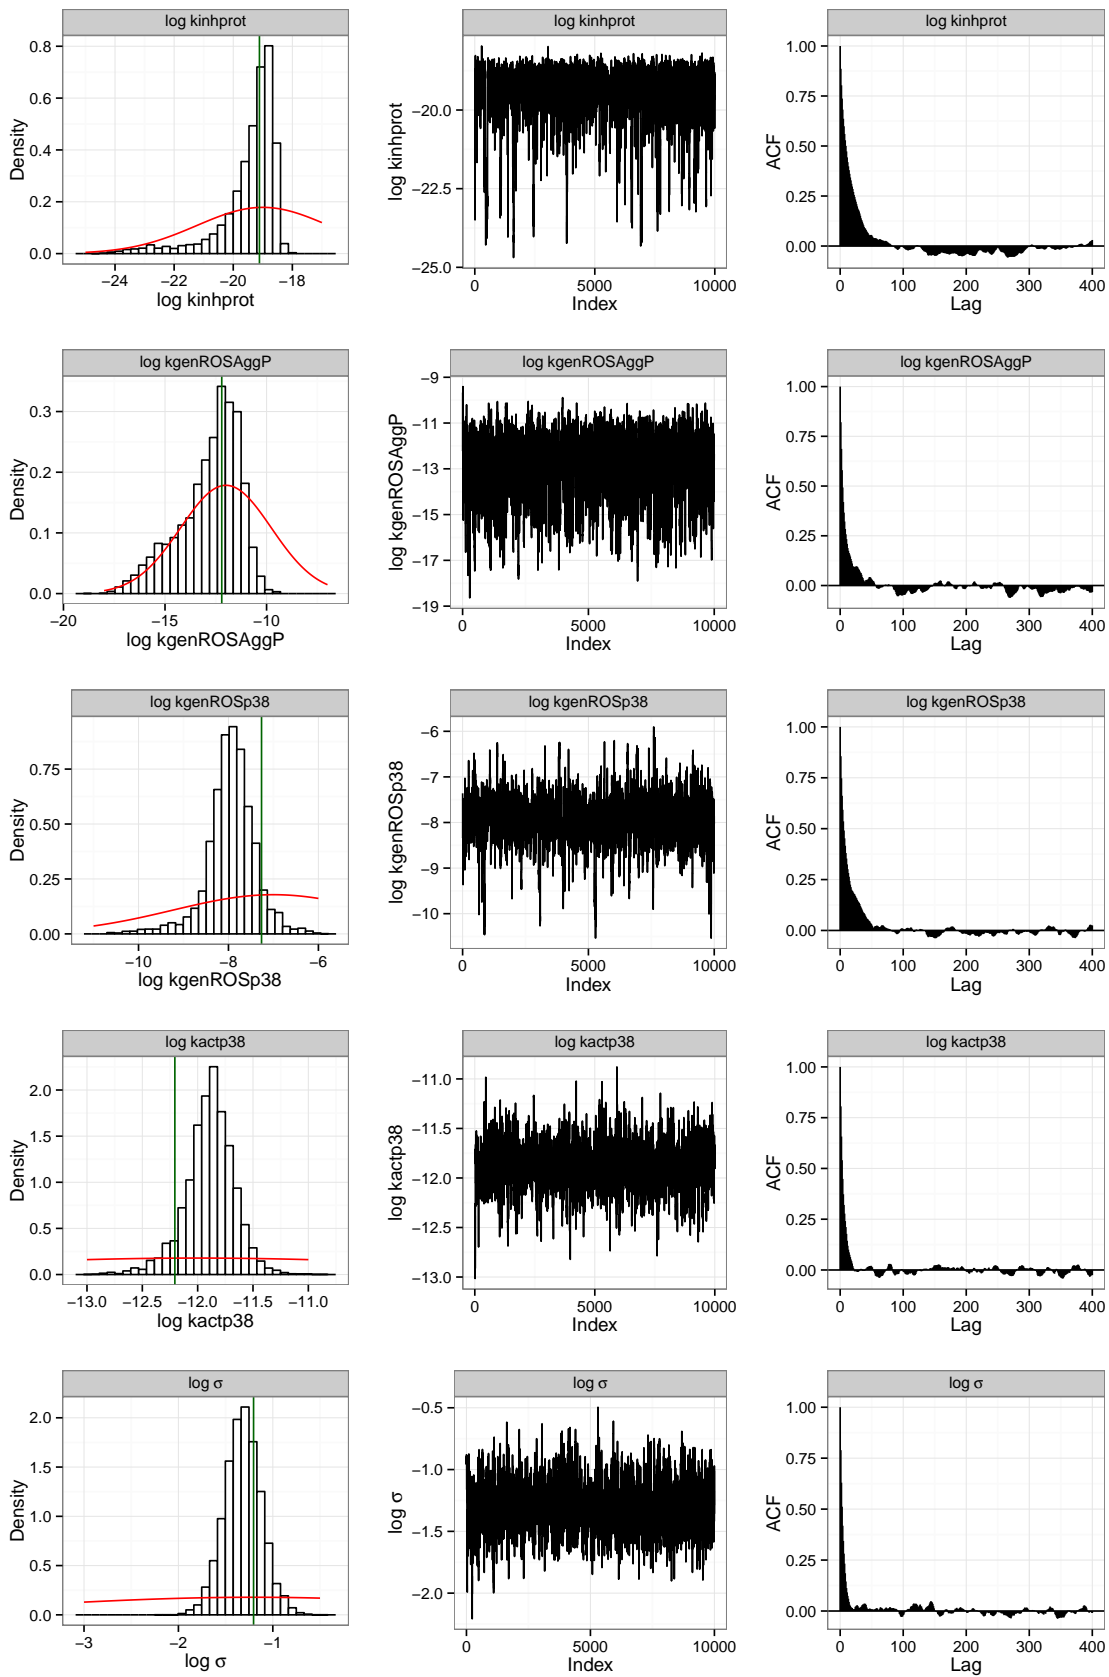 log kinhprot
log kinhprot
log kinhprot
0.8
0.6
0.4
0.2
0.0
Density
−24
−22
−20
−18
log kinhprot
−20.0
−22.5
−25.0
log kinhprot
0
5000
10000
Index
1.00
0.75
0.50
0.25
0.00
ACF
0
100
200
300
400
Lag
log kgenROSAggP
log kgenROSAggP
log kgenROSAggP
0.3
0.2
0.1
0.0
Density
−20
−15
−10
log kgenROSAggP
−9
−11
−13
−15
−17
−19
log kgenROSAggP
0
5000
10000
Index
1.00
0.75
0.50
0.25
0.00
ACF
0
100
200
300
400
Lag
log kgenROSp38
log kgenROSp38
log kgenROSp38
0.75
0.50
0.25
0.00
Density
−10
−8
−6
log kgenROSp38
−6
−7
−8
−9
−10
log kgenROSp38
0
5000
10000
Index
1.00
0.75
0.50
0.25
0.00
ACF
0
100
200
300
400
Lag
log kactp38
log kactp38
log kactp38
2.0
1.5
1.0
0.5
0.0
Density
−13.0
−12.5
−12.0
−11.5
−11.0
log kactp38
−11.0
−11.5
−12.0
−12.5
−13.0
log kactp38
0
5000
10000
Index
1.00
0.75
0.50
0.25
0.00
ACF
0
100
200
300
400
Lag
log σ
log σ
log σ
2.0
1.5
1.0
0.5
0.0
Density
−3
−2
−1
log σ
−0.5
−1.0
−1.5
−2.0
log σ
0
5000
10000
Index
1.00
0.75
0.50
0.25
0.00
ACF
0
100
200
300
400
Lag